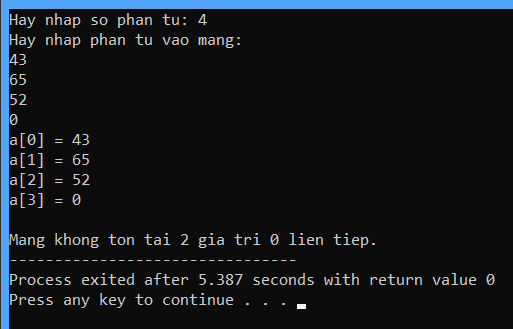 Hay nhap so phan tu: 4
Hay nhap phan tu vao mang:
43
65
52
0
a[0] = 43
a[1] = 65
a[2] = 52
a[3] = 0
Mang khong ton tai 2 gia tri 0 lien tiep.
--------------------------------
Process exited after 5.387 seconds with return value 0
Press any key to continue . . .